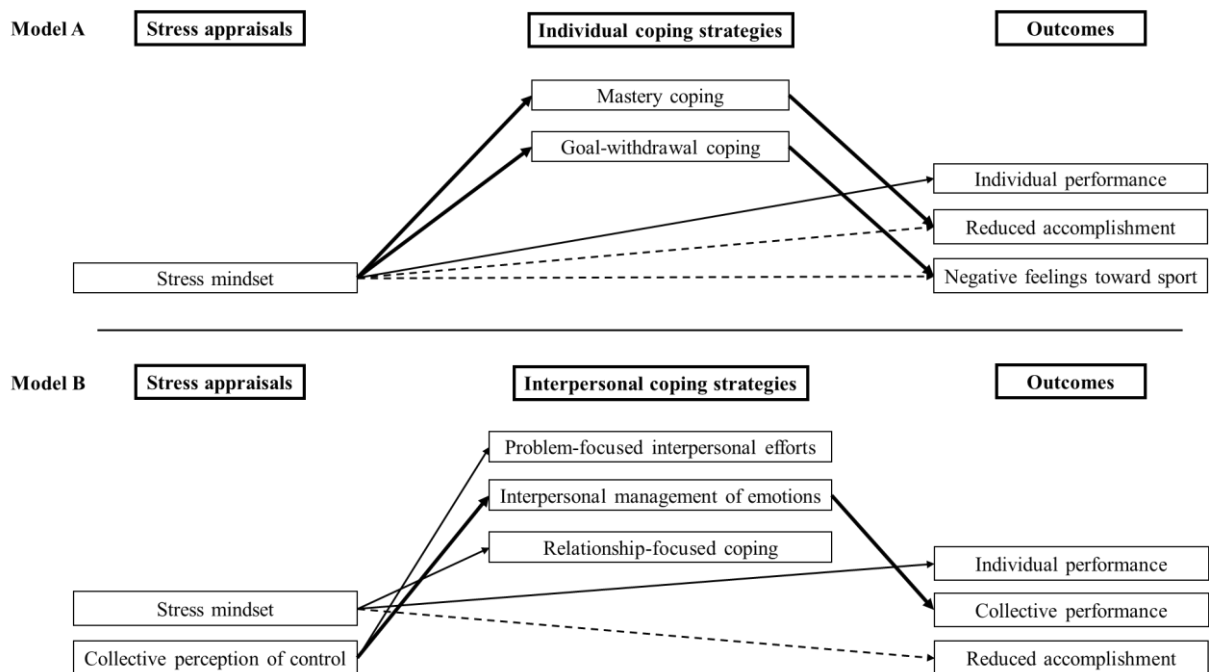 Model A
Stress appraisals
Individual coping strategies
Outcomes
Mastery coping
Goal-withdrawal coping
Individual performance
Reduced accomplishment
Stress mindset
Negative feelings toward sport
Model B
Stress appraisals
Interpersonal coping strategies
Outcomes
Problem-focused interpersonal efforts
Interpersonal management of emotions
Relationship-focused coping
Individual performance
Stress mindset
Collective performance
Collective perception of control
Reduced accomplishment